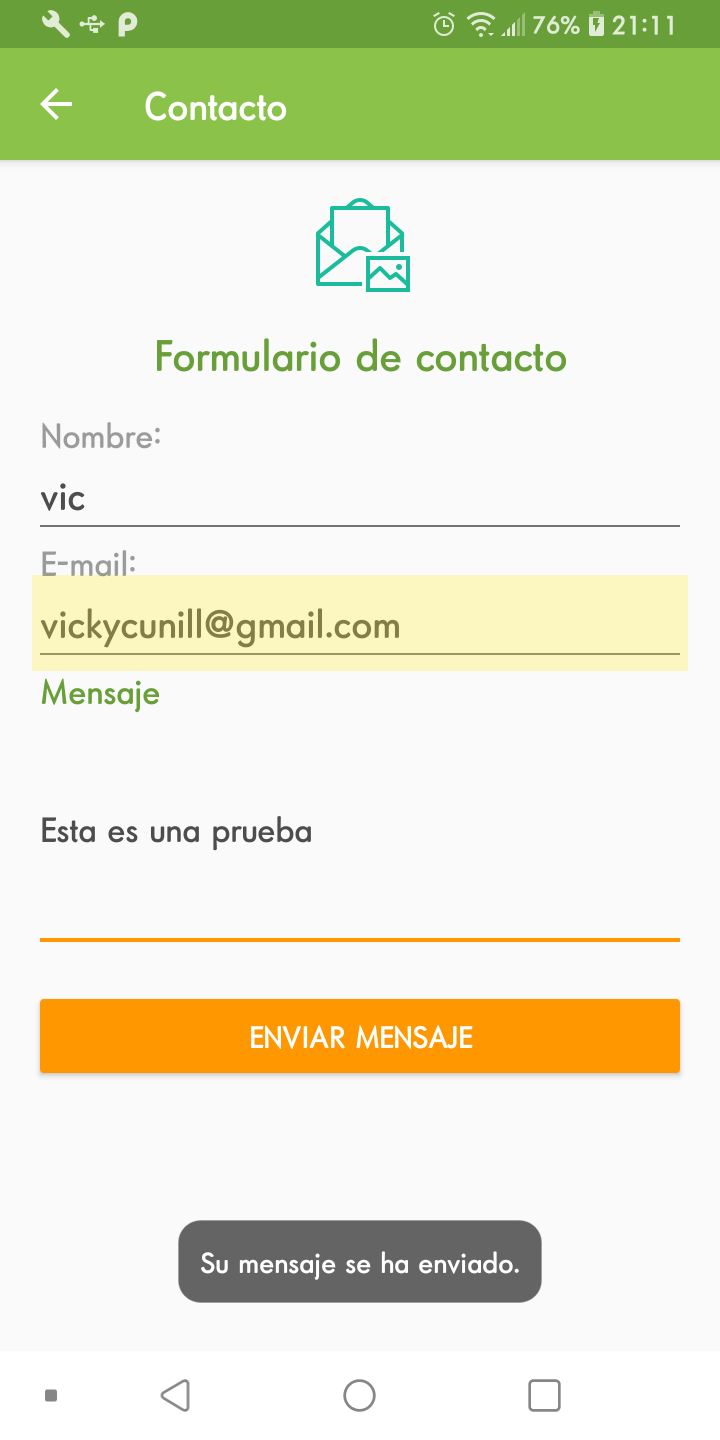 76% 21:11
Contacto
Formulario de contacto
Nombre:
vic
E-mail:
vickycunill@gmail.com
Mensaje
Esta es una prueba
ENVIAR MENSAJE
Su mensaje se ha enviado.